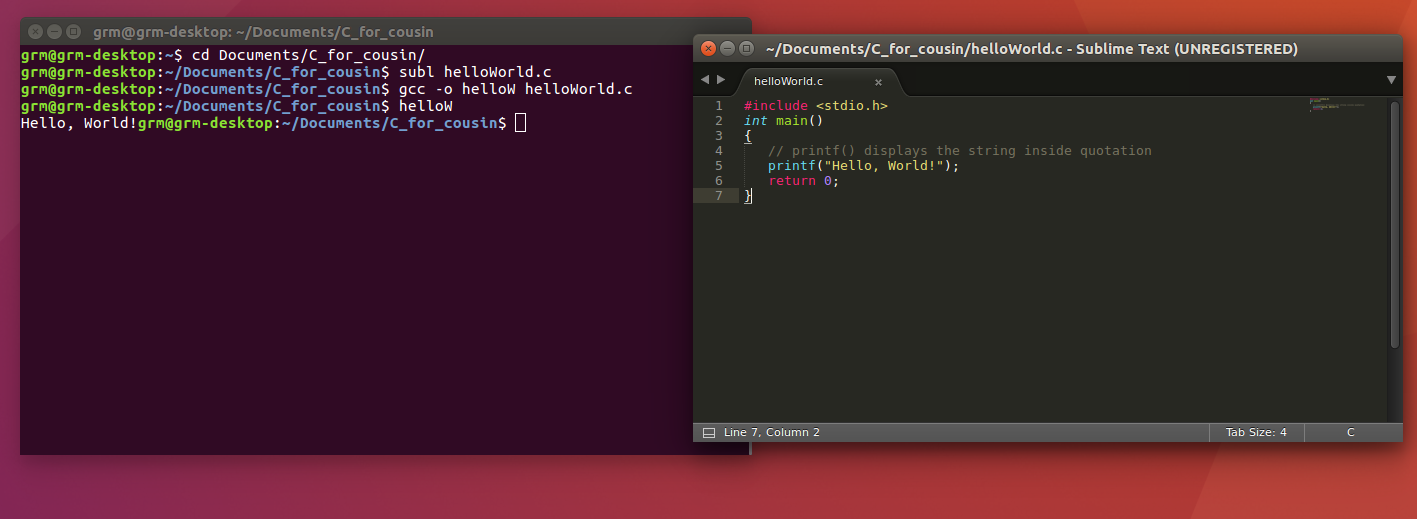 grm@grm-desktop: ~/Documents/C_for_cousin
grm@grm-desktop:~$ cd Documents/C_for_cousin/
grm@grm-desktop:~/Documents/C_for_cousin$ subl helloWorld.c
grm@grm-desktop:~/Documents/C_for_cousin$ gcc -o helloW helloWorld.c
grm@grm-desktop:~/Documents/C_for_cousin$ helloW
Hello, World!grm@grm-desktop:~/Documents/C_for_cousin$
~/Documents/C_for_cousin/helloWorld.c - Sublime Text (UNREGISTERED)
helloWorld.c
1 #include <stdio.h>
2 int main()
3 {
4 // printf() displays the string inside quotation
5 printf("Hello, World!");
6 return 0;
7 }
Line 7, Column 2
Tab Size: 4
C